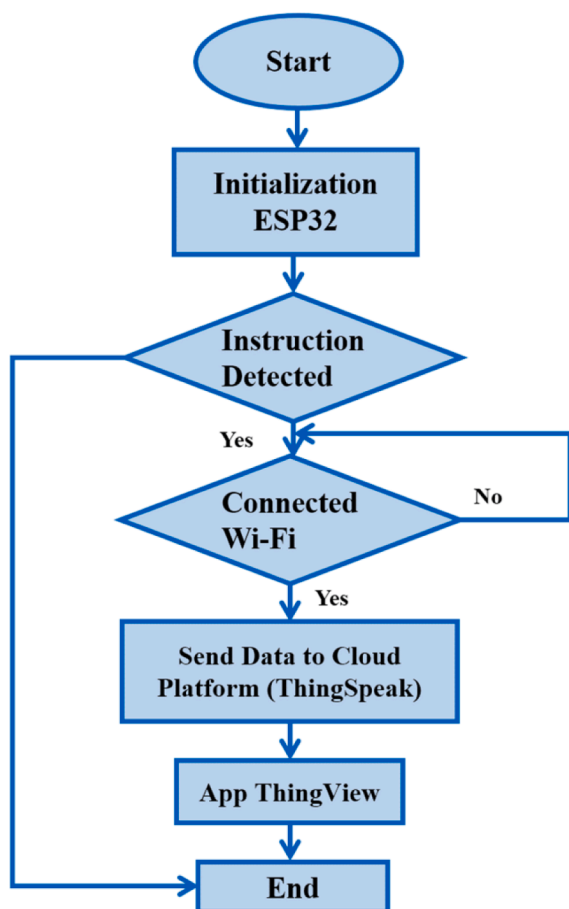 Start
Initialization
ESP32
Instruction
Detected
Yes
Connected
Wi-Fi
No
Yes
Send Data to Cloud
Platform (ThingSpeak)
App ThingView
End